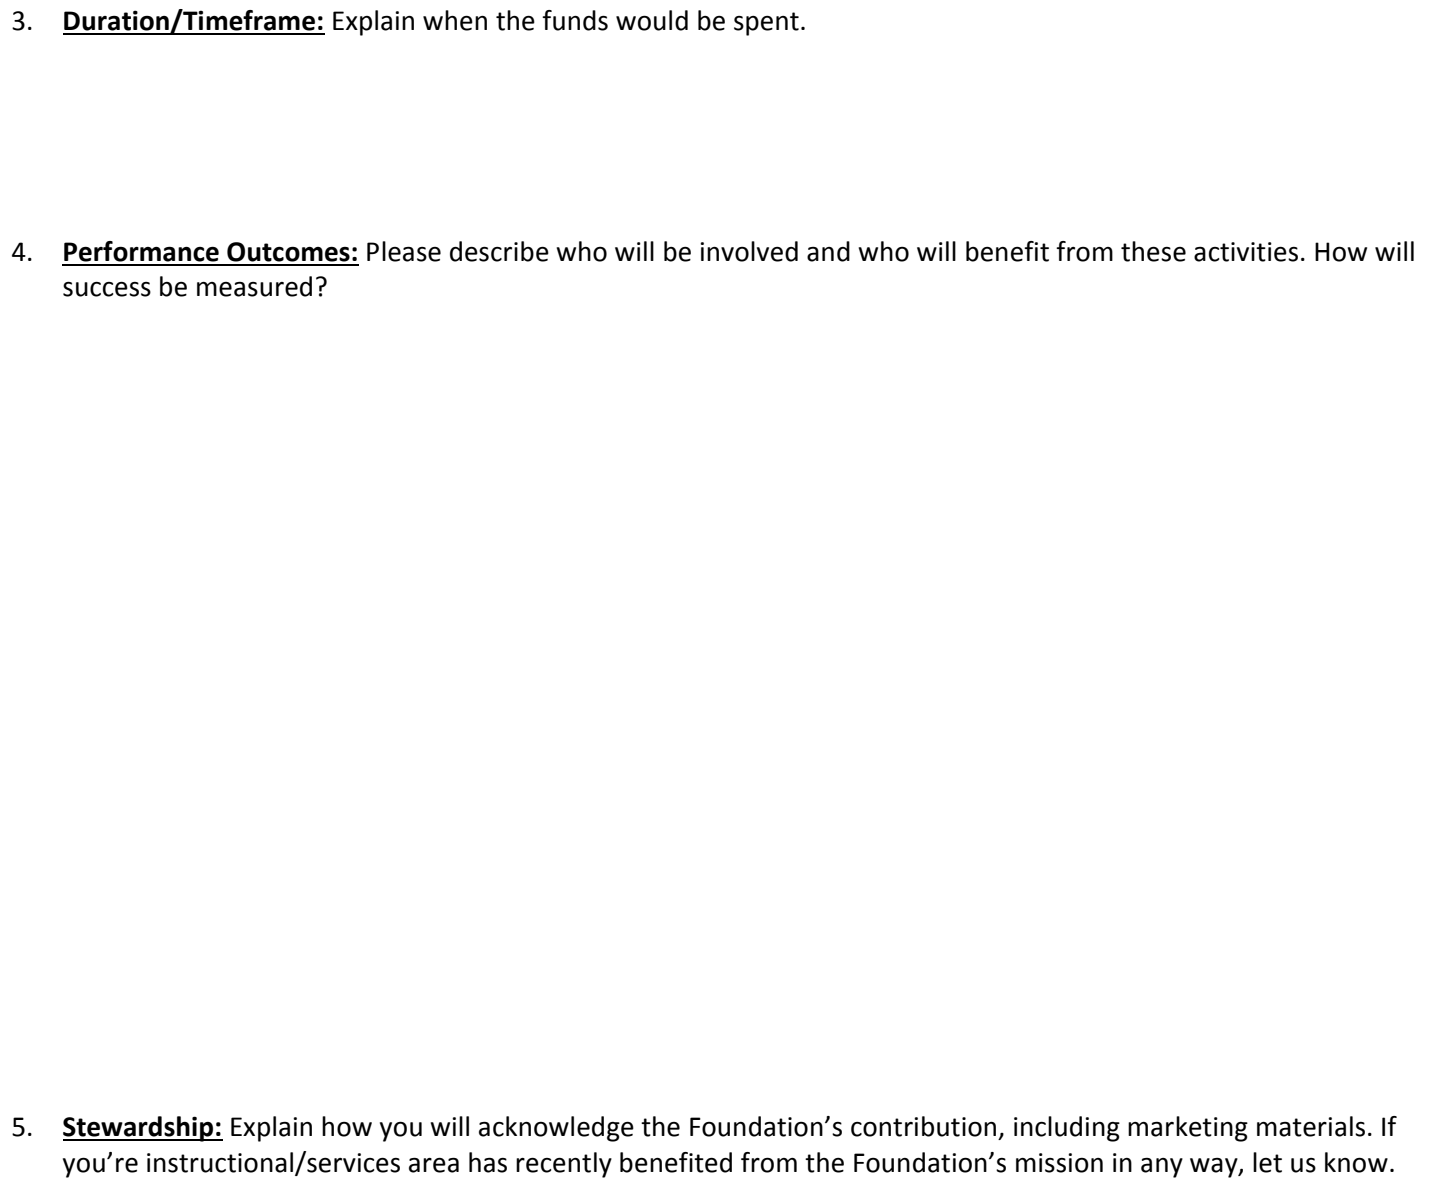 3. Duration/Timeframe: Explain when the funds would be spent.
4. Performance Outcomes: Please describe who will be involved and who will benefit from these activities. How will
success be measured?
5. Stewardship: Explain how you will acknowledge the Foundation’s contribution, including marketing materials. If
you’re instructional/services area has recently benefited from the Foundation’s mission in any way, let us know.